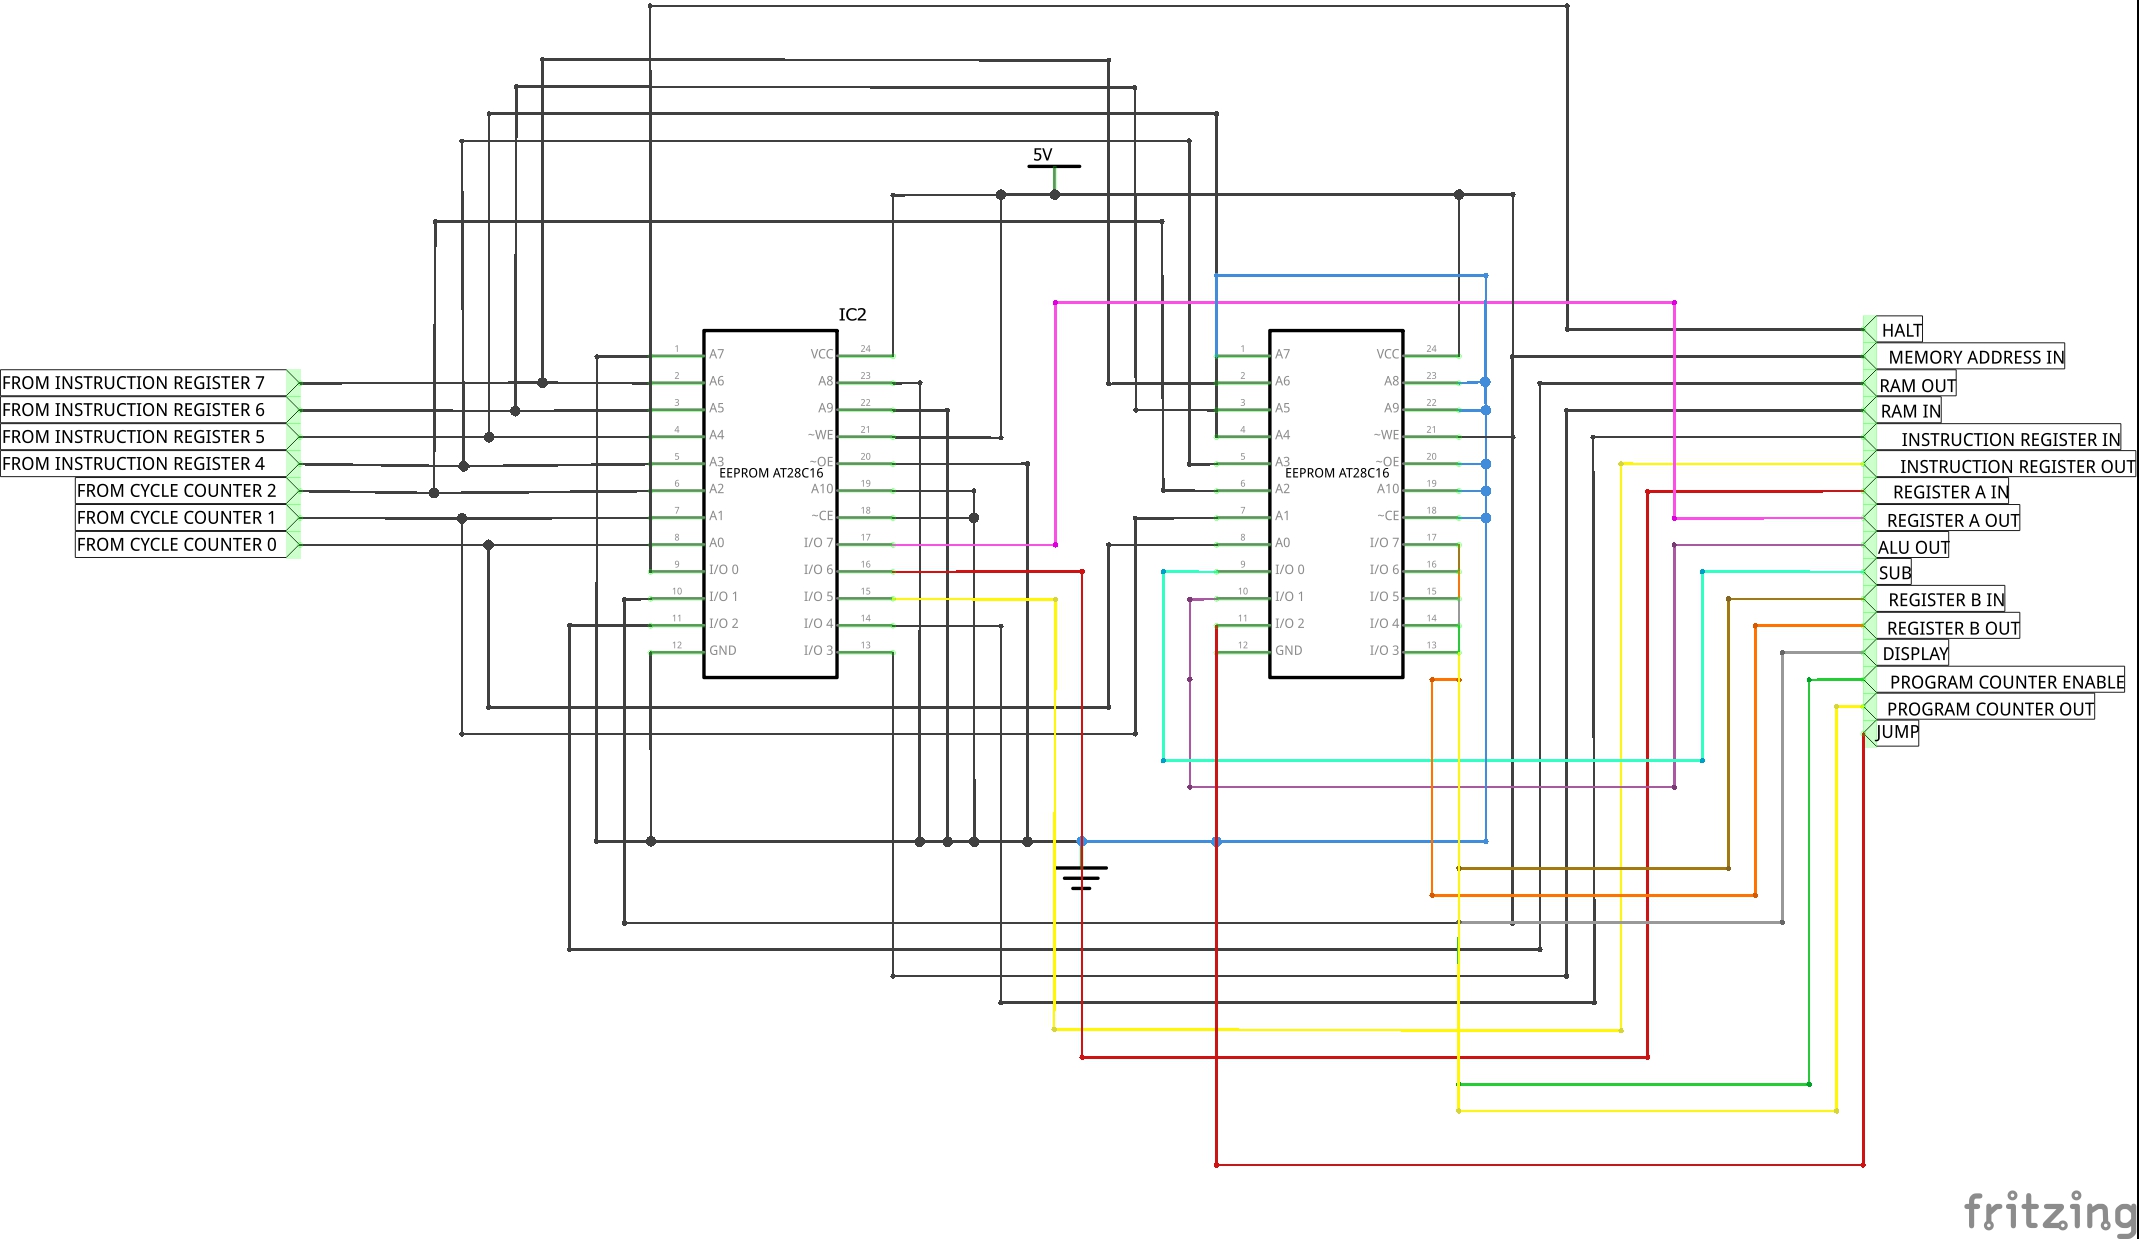 5V
IC2
FROM INSTRUCTION REGISTER 7
FROM INSTRUCTION REGISTER 6
FROM INSTRUCTION REGISTER 5
FROM INSTRUCTION REGISTER 4
FROM CYCLE COUNTER 2
FROM CYCLE COUNTER 1
FROM CYCLE COUNTER 0
1 A7 VCC 24
2 A6 A8 23
3 A5 A9 22
4 A4 ~WE 21
5 A3 ~OE 20
EEPROM AT28C16
6 A2 A10 19
7 A1 ~CE 18
8 A0 I/O 7 17
9 I/O 0 I/O 6 16
10 I/O 1 I/O 5 15
11 I/O 2 I/O 4 14
12 GND I/O 3 13
1 A7 VCC 24
2 A6 A8 23
3 A5 A9 22
4 A4 ~WE 21
5 A3 ~OE 20
EEPROM AT28C16
6 A2 A10 19
7 A1 ~CE 18
8 A0 I/O 7 17
9 I/O 0 I/O 6 16
10 I/O 1 I/O 5 15
11 I/O 2 I/O 4 14
12 GND I/O 3 13
HALT
MEMORY ADDRESS IN
RAM OUT
RAM IN
INSTRUCTION REGISTER IN
INSTRUCTION REGISTER OUT
REGISTER A IN
REGISTER A OUT
ALU OUT
SUB
REGISTER B IN
REGISTER B OUT
DISPLAY
PROGRAM COUNTER ENABLE
PROGRAM COUNTER OUT
JUMP
fritzing